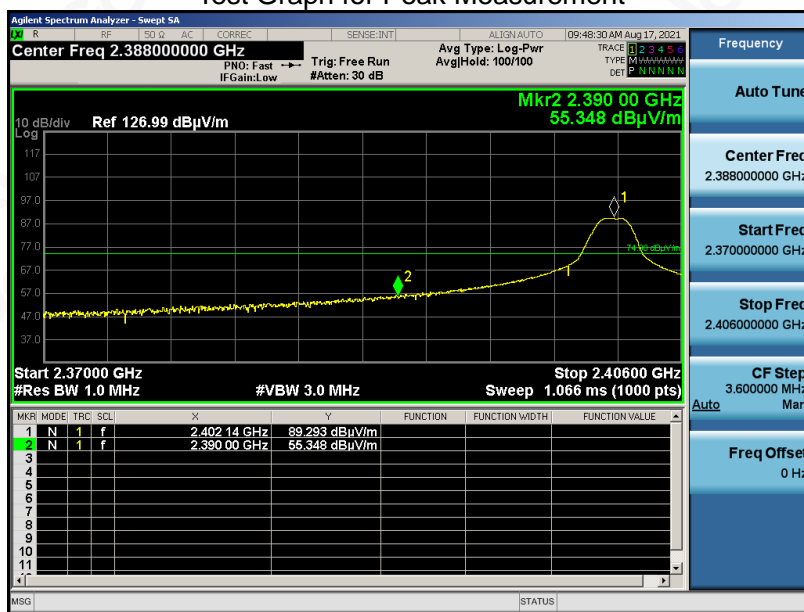 Test Graph for Peak Measurement
Agilent Spectrum Analyzer - Swept SA
LXI R RF 50 Ω AC CORREC SENSE:INT ALIGN AUTO 09:48:30 AM Aug 17, 2021
Center Freq 2.388000000 GHz
PNO: Fast
IFGain:Low
Trig: Free Run
#Atten: 30 dB
Avg Type: Log-Pwr
Avg|Hold: 100/100
TRACE 1 2 3 4 5 6
TYPE M
DET P N N N N N
Mkr2 2.390 00 GHz
55.348 dBµV/m
10 dB/div Ref 126.99 dBµV/m
Log
117
107
97.0
87.0
77.0
67.0
57.0
47.0
37.0
1
2
74.00 dBµV/m
1
Start 2.37000 GHz Stop 2.40600 GHz
#Res BW 1.0 MHz #VBW 3.0 MHz Sweep 1.066 ms (1000 pts)
MKR MODE TRC SCL X Y FUNCTION FUNCTION WIDTH FUNCTION VALUE
1 N 1 f 2.402 14 GHz 89.293 dBµV/m
2 N 1 f 2.390 00 GHz 55.348 dBµV/m
3
4
5
6
7
8
9
10
11
MSG STATUS
Frequency
Auto Tune
Center Freq
2.388000000 GHz
Start Freq
2.370000000 GHz
Stop Freq
2.406000000 GHz
CF Step
3.600000 MHz
Auto Man
Freq Offset
0 Hz